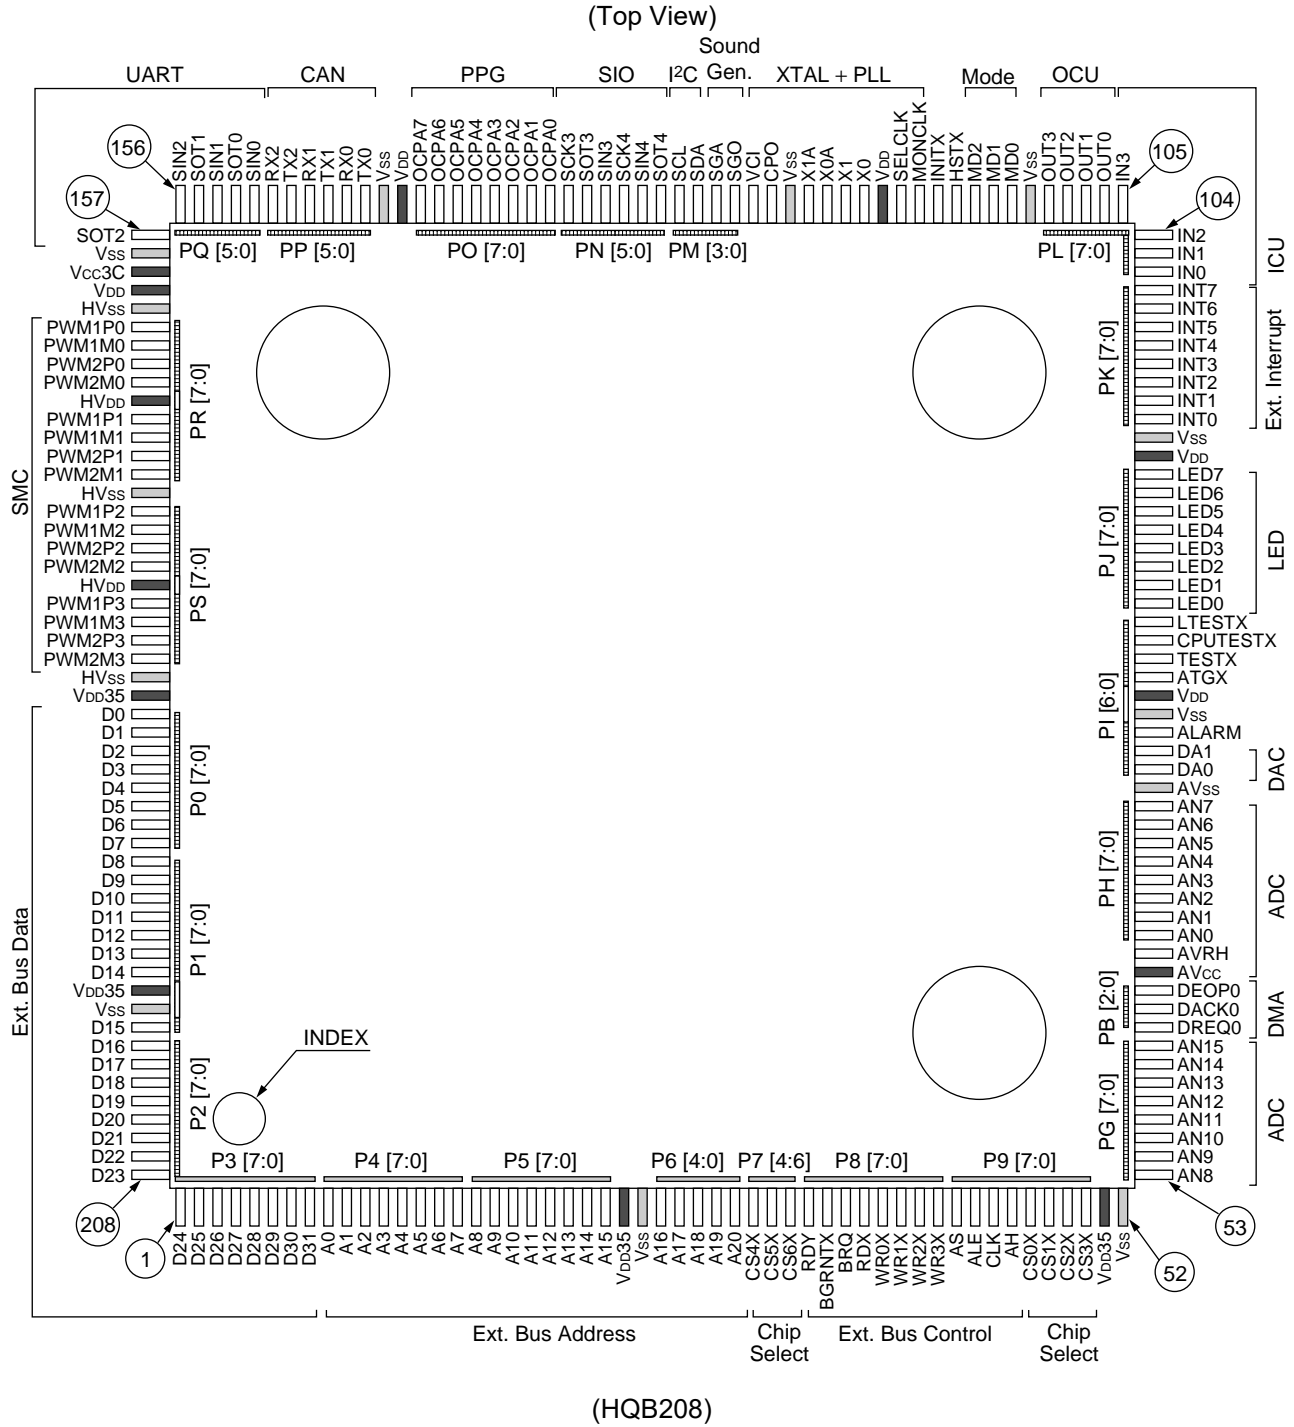 (Top View)
UART
CAN
PPG
SIO
I2C
Sound
Gen.
XTAL + PLL
Mode
OCU
156
SIN2
SOT1
SIN1
SOT0
SIN0
RX2
TX2
RX1
TX1
RX0
TX0
Vss
VDD
OCPA7
OCPA6
OCPA5
OCPA4
OCPA3
OCPA2
OCPA1
OCPA0
SCK3
SOT3
SIN3
SCK4
SIN4
SOT4
SCL
SDA
SGA
SGO
VCI
CPO
Vss
X1A
X0A
X1
X0
VDD
SELCLK
MONCLK
INITX
HSTX
MD2
MD1
MD0
Vss
OUT3
OUT2
OUT1
OUT0
IN3
105
157
104
PQ [5:0]
PP [5:0]
PO [7:0]
PN [5:0]
PM [3:0]
PL [7:0]
SOT2
Vss
Vcc3C
VDD
HVss
PWM1P0
PWM1M0
PWM2P0
PWM2M0
HVDD
PWM1P1
PWM1M1
PWM2P1
PWM2M1
HVss
PWM1P2
PWM1M2
PWM2P2
PWM2M2
HVDD
PWM1P3
PWM1M3
PWM2P3
PWM2M3
HVss
VDD35
D0
D1
D2
D3
D4
D5
D6
D7
D8
D9
D10
D11
D12
D13
D14
VDD35
Vss
D15
D16
D17
D18
D19
D20
D21
D22
D23
SMC
Ext. Bus Data
PR [7:0]
PS [7:0]
P0 [7:0]
P1 [7:0]
P2 [7:0]
INDEX
PK [7:0]
PJ [7:0]
PI [6:0]
PH [7:0]
PB [2:0]
PG [7:0]
IN2
IN1
IN0
INT7
INT6
INT5
INT4
INT3
INT2
INT1
INT0
Vss
VDD
LED7
LED6
LED5
LED4
LED3
LED2
LED1
LED0
LTESTX
CPUTESTX
TESTX
ATGX
VDD
Vss
ALARM
DA1
DA0
AVss
AN7
AN6
AN5
AN4
AN3
AN2
AN1
AN0
AVRH
AVcc
DEOP0
DACK0
DREQ0
AN15
AN14
AN13
AN12
AN11
AN10
AN9
AN8
ICU
Ext. Interrupt
LED
DAC
ADC
DMA
ADC
P3 [7:0]
P4 [7:0]
P5 [7:0]
P6 [4:0]
P7 [4:6]
P8 [7:0]
P9 [7:0]
208
1
D24
D25
D26
D27
D28
D29
D30
D31
A0
A1
A2
A3
A4
A5
A6
A7
A8
A9
A10
A11
A12
A13
A14
A15
VDD35
Vss
A16
A17
A18
A19
A20
CS4X
CS5X
CS6X
RDY
BGRNTX
BRQ
RDX
WR0X
WR1X
WR2X
WR3X
AS
ALE
CLK
AH
CS0X
CS1X
CS2X
CS3X
VDD35
Vss
53
52
Ext. Bus Address
Chip
Select
Ext. Bus Control
Chip
Select
(HQB208)